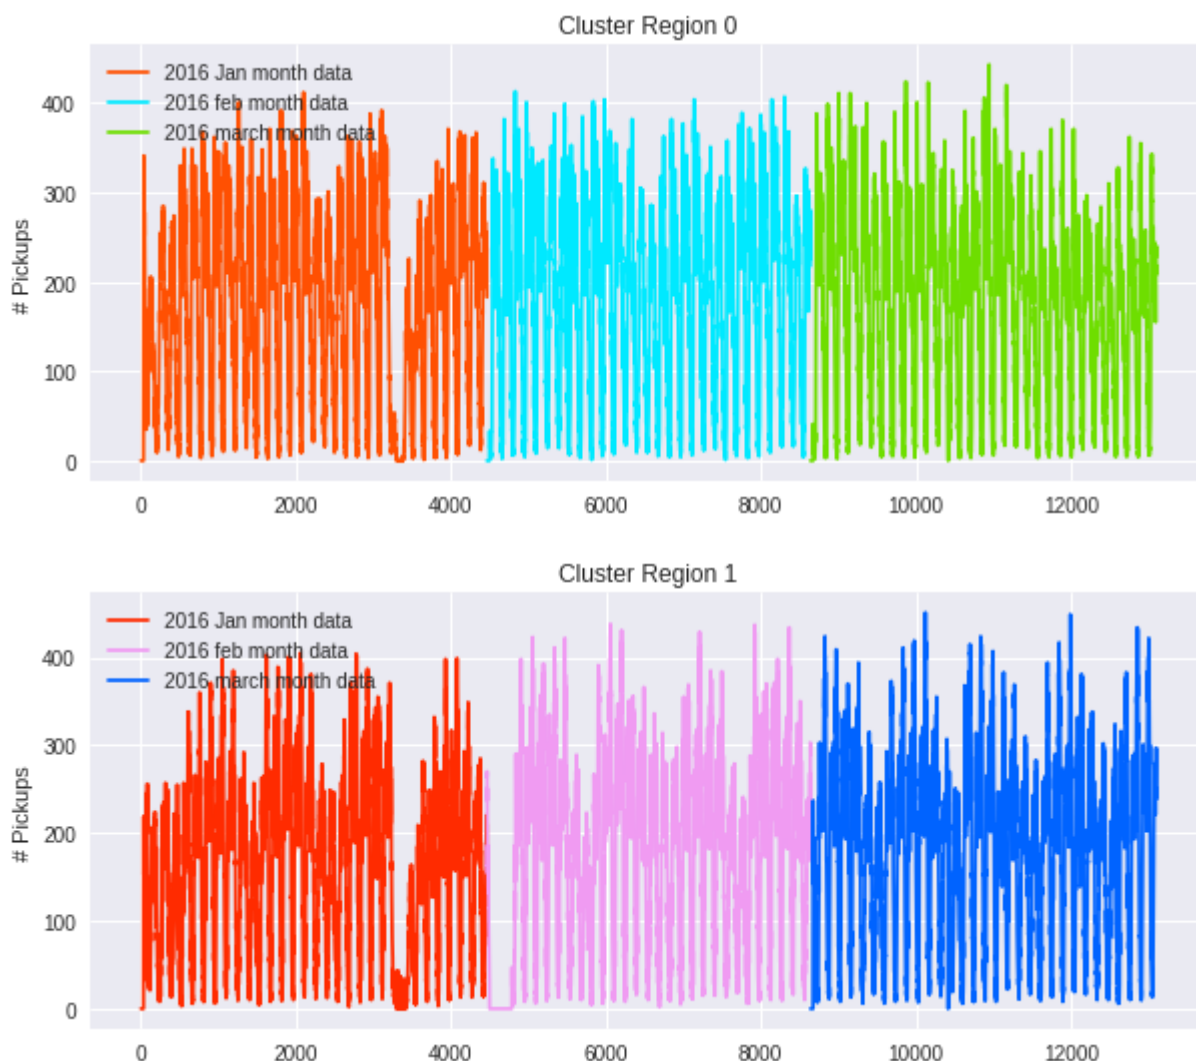 Cluster Region 0
2016 Jan month data
2016 feb month data
2016 march month data
# Pickups
400
300
200
100
0
0 2000 4000 6000 8000 10000 12000
Cluster Region 1
2016 Jan month data
2016 feb month data
2016 march month data
# Pickups
400
300
200
100
0
0 2000 4000 6000 8000 10000 12000